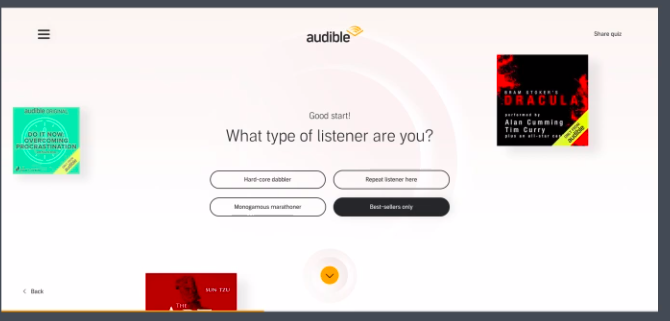 audible
Share quiz
audible ORIGINAL
DO IT NOW:
OVERCOMING
PROCRASTINATION
BRAM STOKER'S
DRACULA
performed by
Alan Cumming
Tim Curry
plus an all-star
audible
Good start!
What type of listener are you?
Hard-core dabbler
Repeat listener here
Monogamous marathoner
Best-sellers only
< Back
SUN TZU
THE